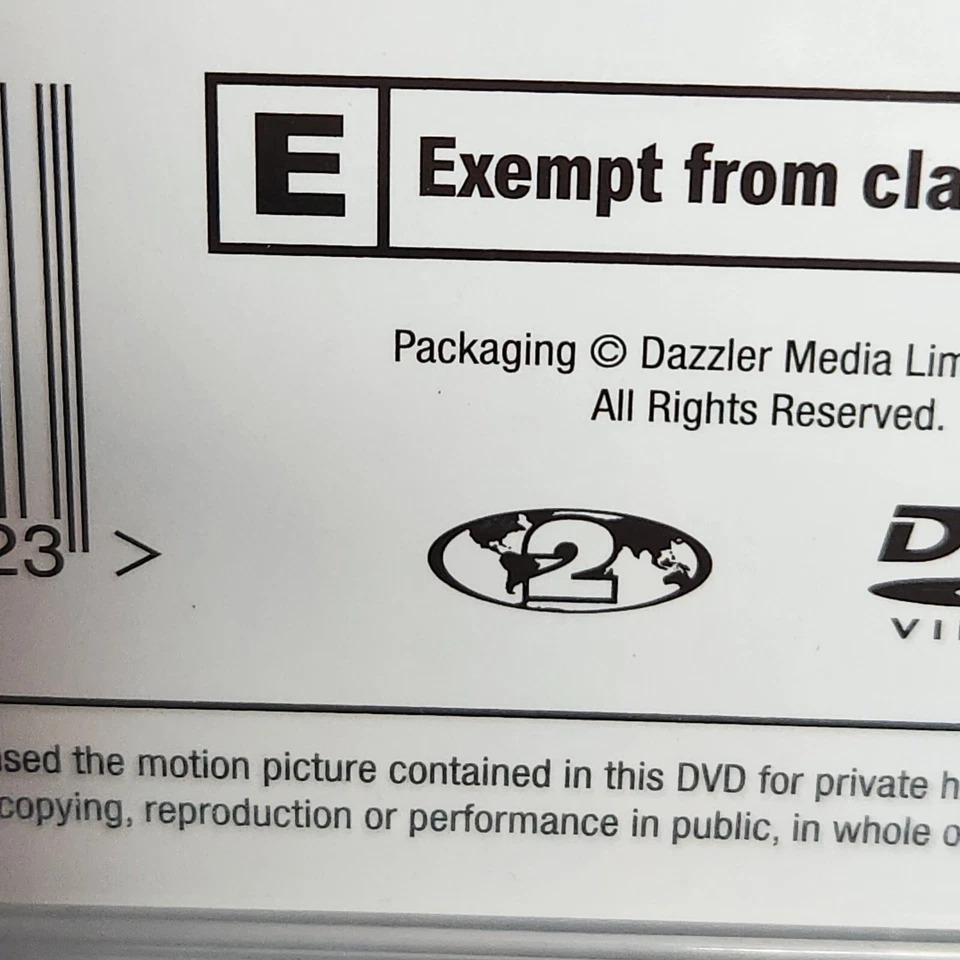 E Exempt from cla
Packaging © Dazzler Media Lim
All Rights Reserved.
23 >
2
D
VI
sed the motion picture contained in this DVD for private h
copying, reproduction or performance in public, in whole o